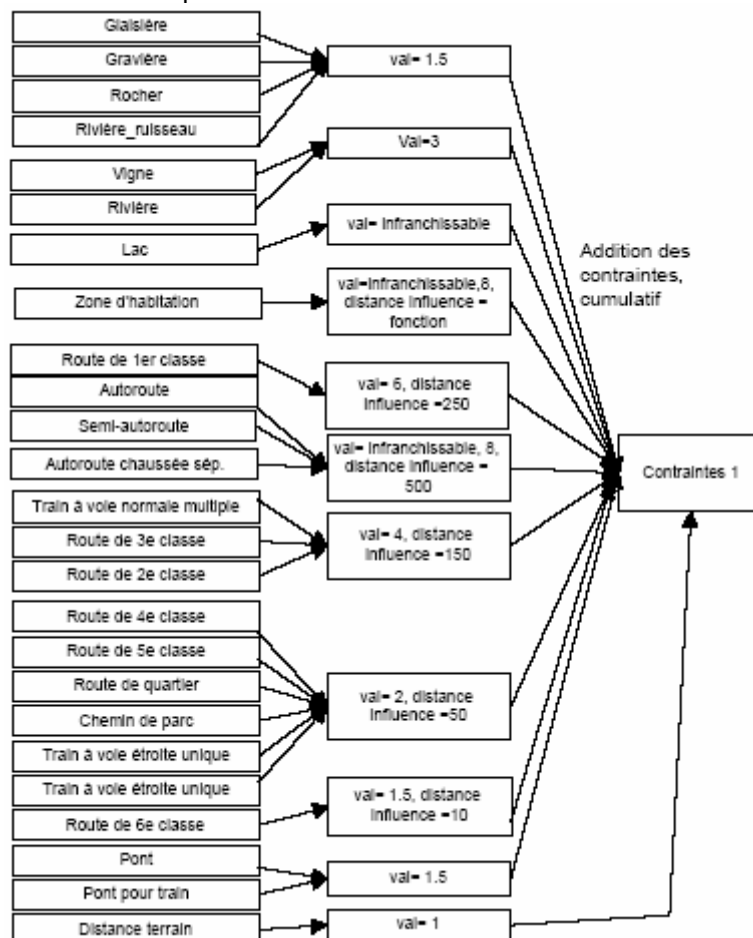 Glaisière
Gravière
Rocher
Rivière_ruisseau
val= 1.5
Vigne
Rivière
Val=3
Lac
val= Infranchissable
Zone d'habitation
val=Infranchissable,8,
distance Influence =
fonction
Addition des
contraintes,
cumulatif
Route de 1er classe
val= 6, distance
Influence =250
Autoroute
Semi-autoroute
Autoroute chaussée sép.
val= Infranchissable, 8,
distance Influence =
500
Contraintes 1
Train à voie normale multiple
Route de 3e classe
Route de 2e classe
val= 4, distance
Influence =150
Route de 4e classe
Route de 5e classe
Route de quartier
Chemin de parc
Train à voie étroite unique
Train à voie étroite unique
val= 2, distance
Influence =50
Route de 6e classe
val= 1.5, distance
Influence =10
Pont
Pont pour train
val= 1.5
Distance terrain
val= 1